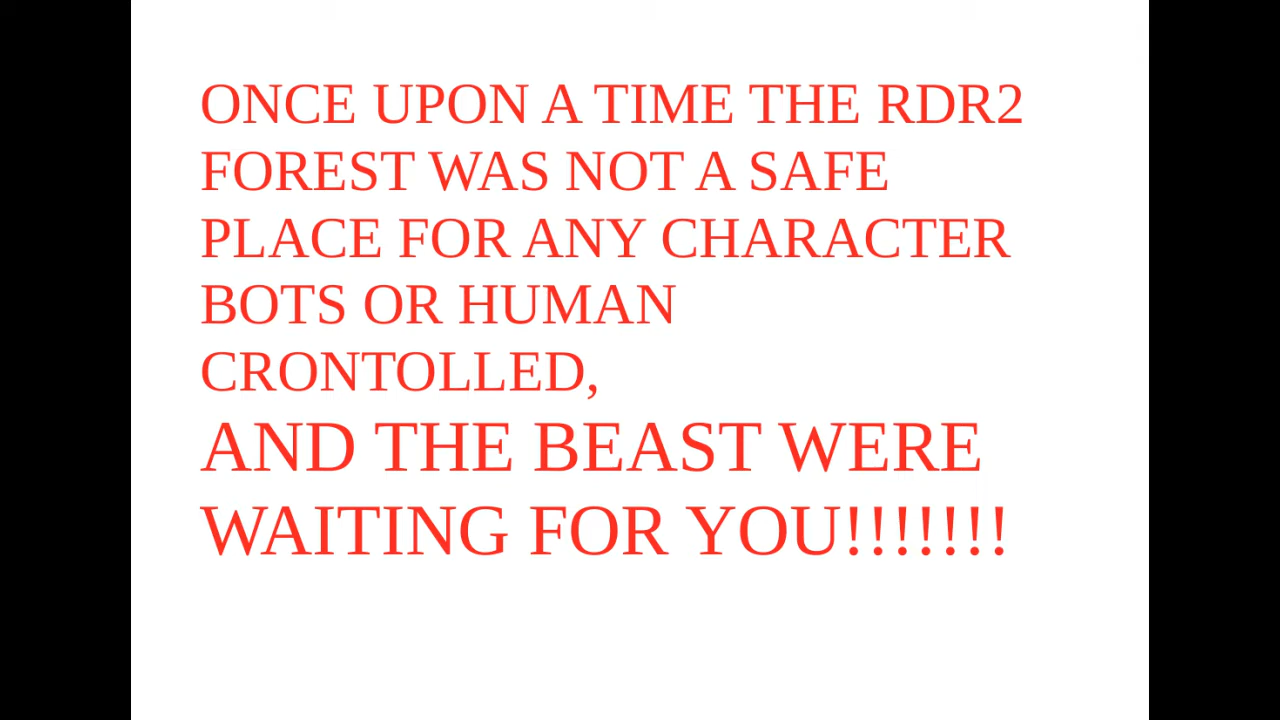 ONCE UPON A TIME THE RDR2
FOREST WAS NOT A SAFE
PLACE FOR ANY CHARACTER
BOTS OR HUMAN
CRONTOLLED,
AND THE BEAST WERE
WAITING FOR YOU!!!!!!!